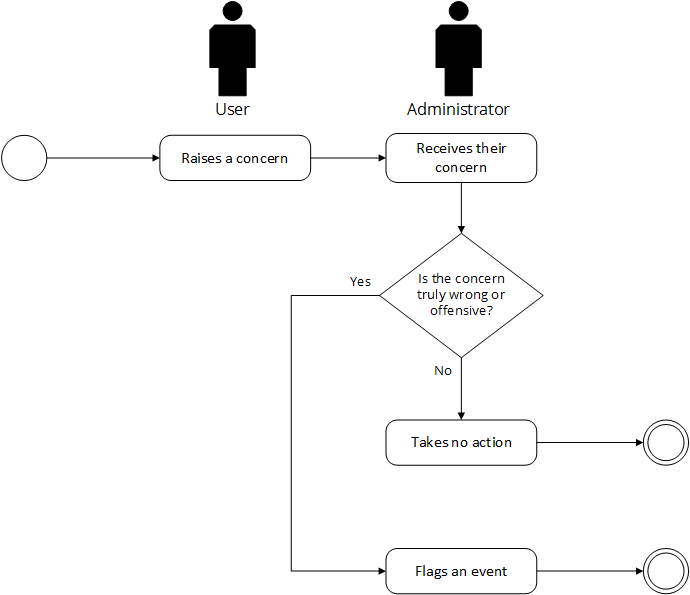 User
Administrator
Raises a concern
Receives their
concern
Is the concern
truly wrong or
offensive?
Yes
No
Takes no action
Flags an event